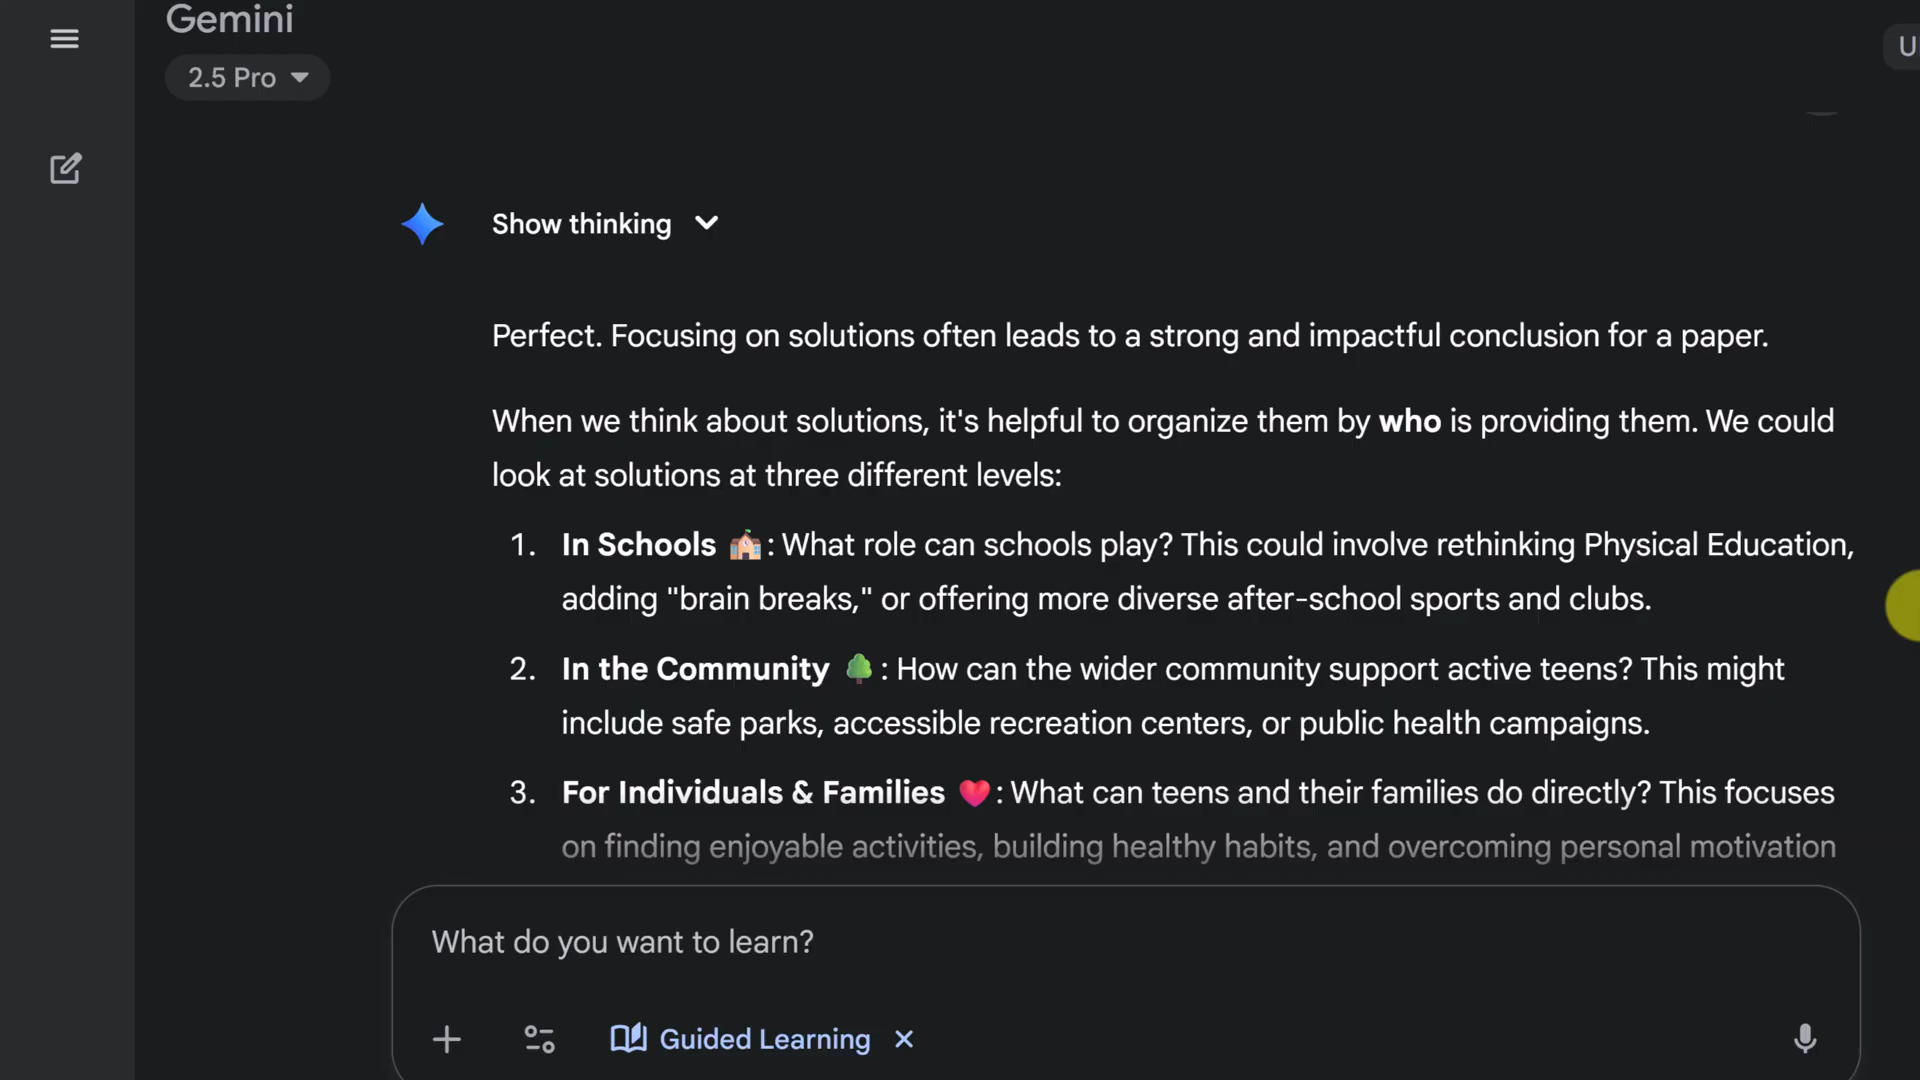 Gemini
2.5 Pro
U
Show thinking
Perfect. Focusing on solutions often leads to a strong and impactful conclusion for a paper.
When we think about solutions, it's helpful to organize them by who is providing them. We could
look at solutions at three different levels:
1. In Schools 🏫: What role can schools play? This could involve rethinking Physical Education,
adding "brain breaks," or offering more diverse after-school sports and clubs.
2. In the Community 🌳: How can the wider community support active teens? This might
include safe parks, accessible recreation centers, or public health campaigns.
3. For Individuals & Families ❤️: What can teens and their families do directly? This focuses
on finding enjoyable activities, building healthy habits, and overcoming personal motivation
What do you want to learn?
Guided Learning